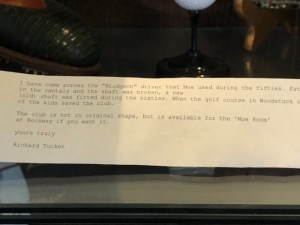 I have come across the "Bludgeon" driver that Moe used during the fifties.
in the rentals and the shaft was broken, a new
(old) shaft was fitted during the sixties. When the golf course in Woodstock
of the kids saved the club.
The club is not in original shape, but is available for the 'Moe Room'
at Rockway if you want it.
yours truly
Richard Tucker